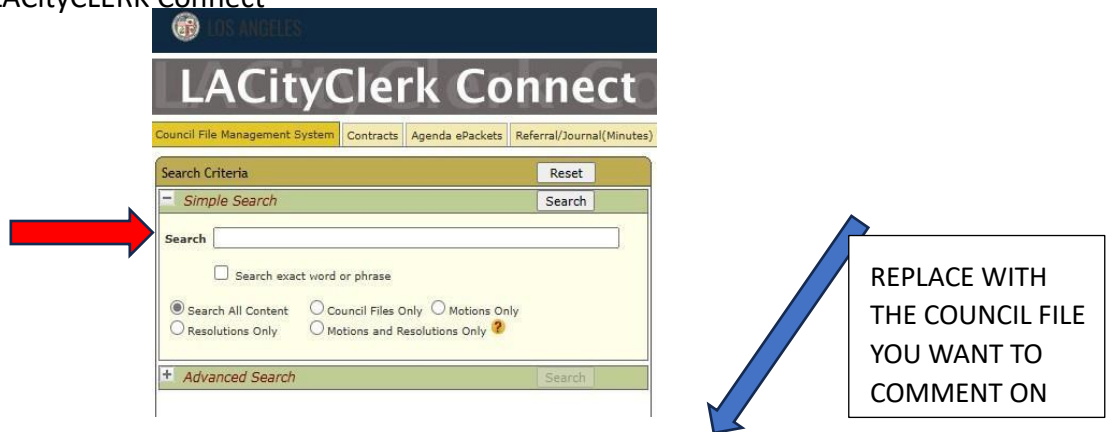 LACityCLERK Connect
LOS ANGELES
LACityClerk Connect
Council File Management System Contracts Agenda ePackets Referral/Journal(Minutes)
Search Criteria Reset
− Simple Search Search
Search
Search exact word or phrase
Search All Content Council Files Only Motions Only
Resolutions Only Motions and Resolutions Only ?
+ Advanced Search Search
REPLACE WITH
THE COUNCIL FILE
YOU WANT TO
COMMENT ON